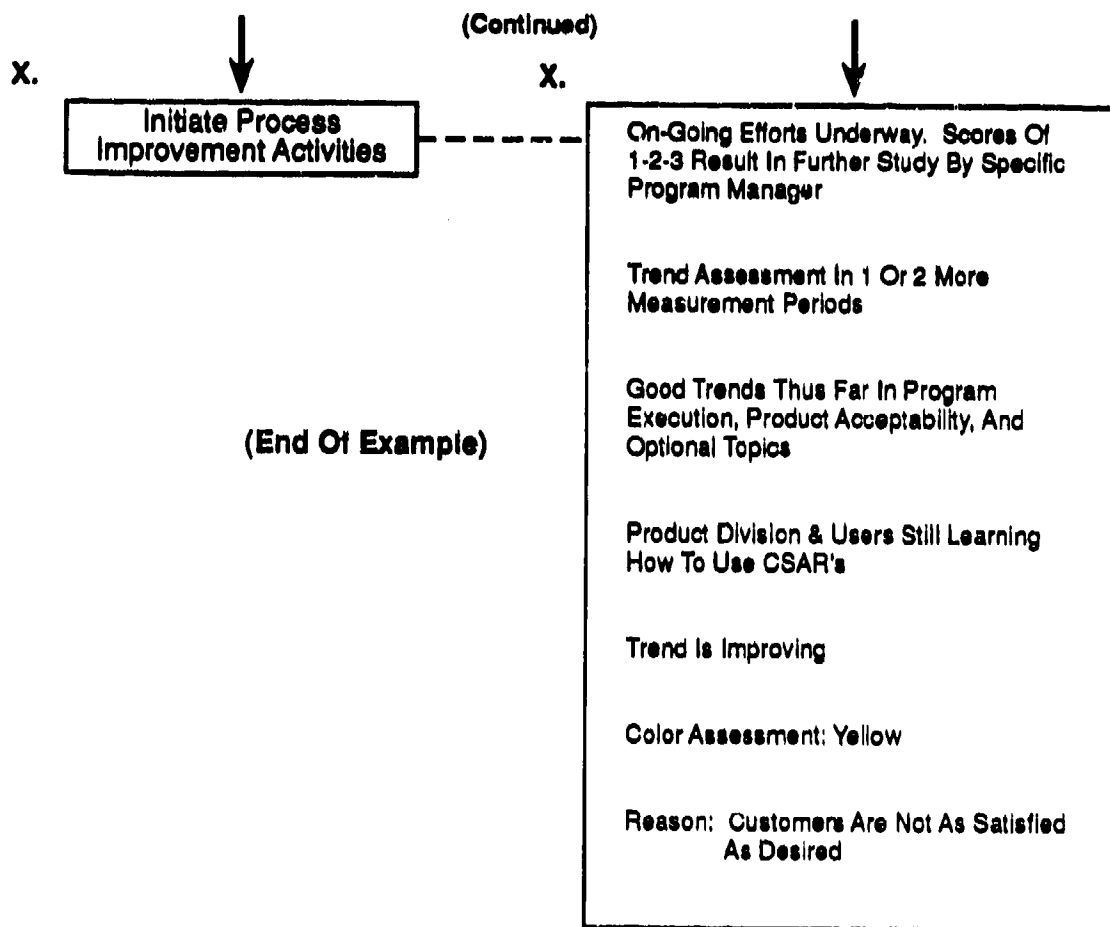 (Continued)
X.
Initiate Process
Improvement Activities
X.
On-Going Efforts Underway. Scores Of
1-2-3 Result In Further Study By Specific
Program Manager
Trend Assessment In 1 Or 2 More
Measurement Periods
Good Trends Thus Far In Program
Execution, Product Acceptability, And
Optional Topics
(End Of Example)
Product Division & Users Still Learning
How To Use CSAR's
Trend Is Improving
Color Assessment: Yellow
Reason: Customers Are Not As Satisfied
As Desired